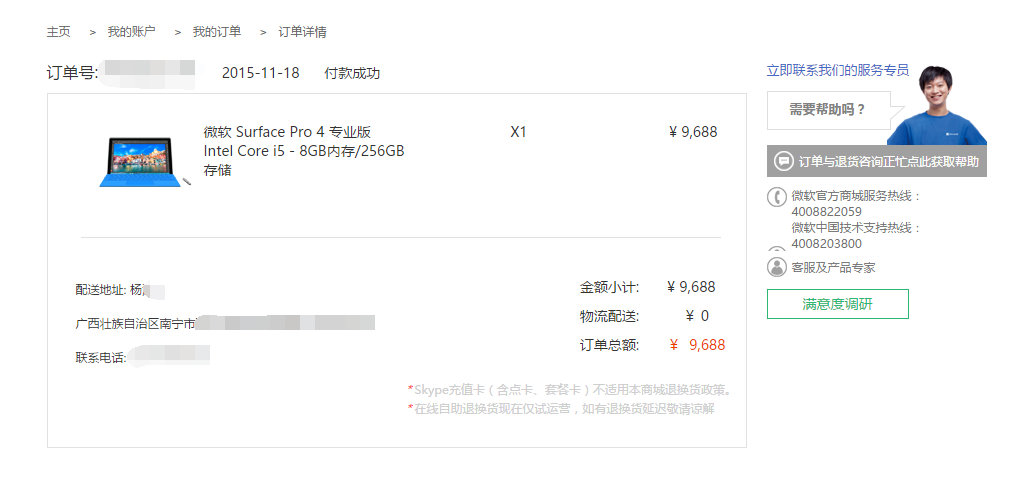 主页 > 我的账户 > 我的订单 > 订单详情
订单号: 2015-11-18 付款成功
微软 Surface Pro 4 专业版
Intel Core i5 - 8GB内存/256GB
存储
X1
¥ 9,688
配送地址: 杨
广西壮族自治区南宁市
联系电话:
金额小计: ¥ 9,688
物流配送: ¥ 0
订单总额: ¥ 9,688
*Skype充值卡（含点卡、套餐卡）不适用本商城退换货政策。
*在线自助退换货现在仅试运营，如有退换货延迟敬请谅解
立即联系我们的服务专员
需要帮助吗？
订单与退货咨询正忙点此获取帮助
微软官方商城服务热线：
4008822059
微软中国技术支持热线：
4008203800
客服及产品专家
满意度调研